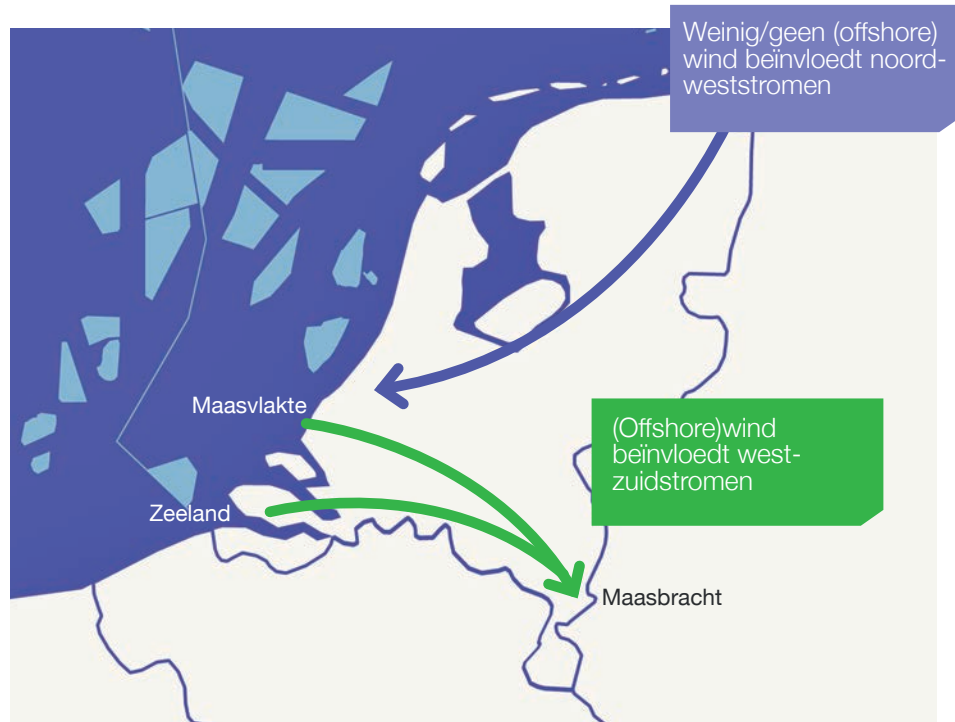 Weinig/geen (offshore)
wind beïnvloedt noord-
weststromen
Maasvlakte
(Offshore)wind
beïnvloedt west-
zuidstromen
Zeeland
Maasbracht